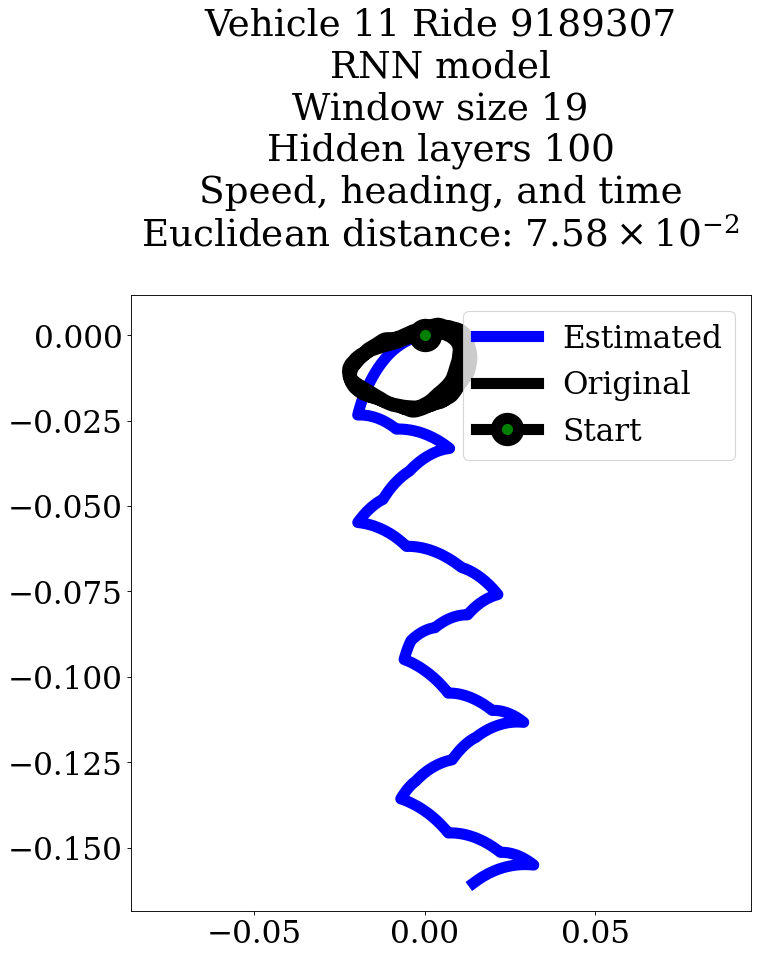 Vehicle 11 Ride 9189307
RNN model
Window size 19
Hidden layers 100
Speed, heading, and time
Euclidean distance: 7.58 × 10⁻²
Estimated
Original
Start
0.000
−0.025
−0.050
−0.075
−0.100
−0.125
−0.150
−0.05 0.00 0.05